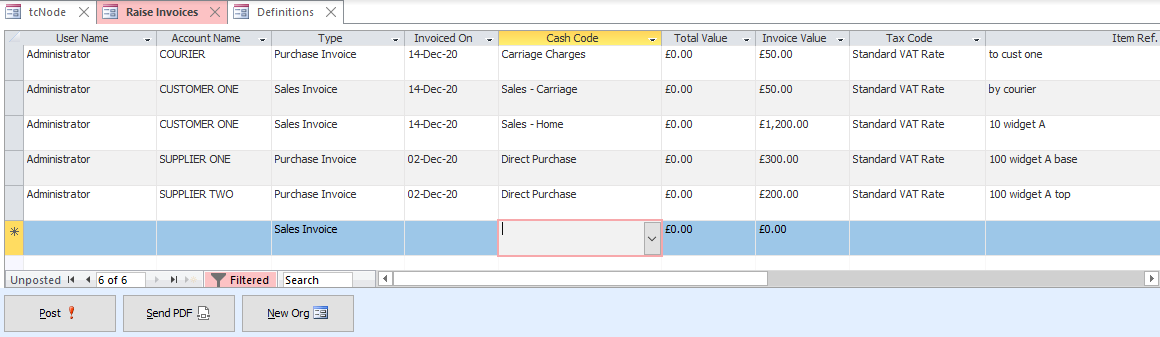 tcNode Raise Invoices Definitions
User Name Account Name Type Invoiced On Cash Code Total Value Invoice Value Tax Code Item Ref.
Administrator COURIER Purchase Invoice 14-Dec-20 Carriage Charges £0.00 £50.00 Standard VAT Rate to cust one
Administrator CUSTOMER ONE Sales Invoice 14-Dec-20 Sales - Carriage £0.00 £50.00 Standard VAT Rate by courier
Administrator CUSTOMER ONE Sales Invoice 14-Dec-20 Sales - Home £0.00 £1,200.00 Standard VAT Rate 10 widget A
Administrator SUPPLIER ONE Purchase Invoice 02-Dec-20 Direct Purchase £0.00 £300.00 Standard VAT Rate 100 widget A base
Administrator SUPPLIER TWO Purchase Invoice 02-Dec-20 Direct Purchase £0.00 £200.00 Standard VAT Rate 100 widget A top
Sales Invoice £0.00 £0.00
Unposted 6 of 6 Filtered Search
Post Send PDF New Org